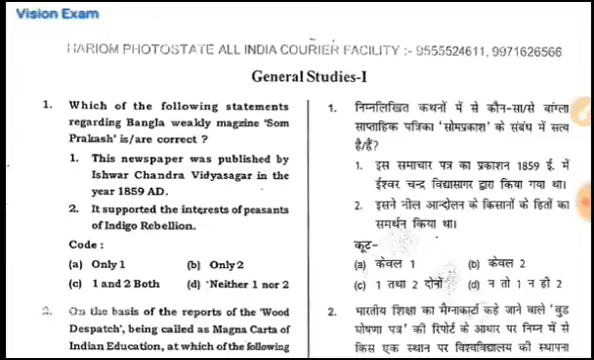 Vision Exam
HARIOM PHOTOSTATE ALL INDIA COURIER FACILITY :- 9555524611, 9971626566
General Studies-I
1. Which of the following statements
regarding Bangla weakly magzine 'Som
Prakash' is/are correct ?
1. This newspaper was published by
Ishwar Chandra Vidyasagar in the
year 1859 AD.
2. It supported the interests of peasants
of Indigo Rebellion.
Code :
(a) Only 1 (b) Only 2
(c) 1 and 2 Both (d) Neither 1 nor 2
2. On the basis of the reports of the 'Wood
Despatch', being called as Magna Carta of
Indian Education, at which of the following
1. निम्नलिखित कथनों में से कौन-सा/से बांग्ला
साप्ताहिक पत्रिका 'सोमप्रकाश' के संबंध में सत्य
है/हैं?
1. इस समाचार पत्र का प्रकाशन 1859 ई. में
ईश्वर चन्द्र विद्यासागर द्वारा किया गया था।
2. इसने नील आन्दोलन के किसानों के हितों का
समर्थन किया था।
कूट-
(a) केवल 1 (b) केवल 2
(c) 1 तथा 2 दोनों (d) न तो 1 न ही 2
2. भारतीय शिक्षा का मैग्नाकार्टा कहे जाने वाले 'वुड
घोषणा पत्र' की रिपोर्ट के आधार पर निम्न में से
किस एक स्थान पर विश्वविद्यालय की स्थापना